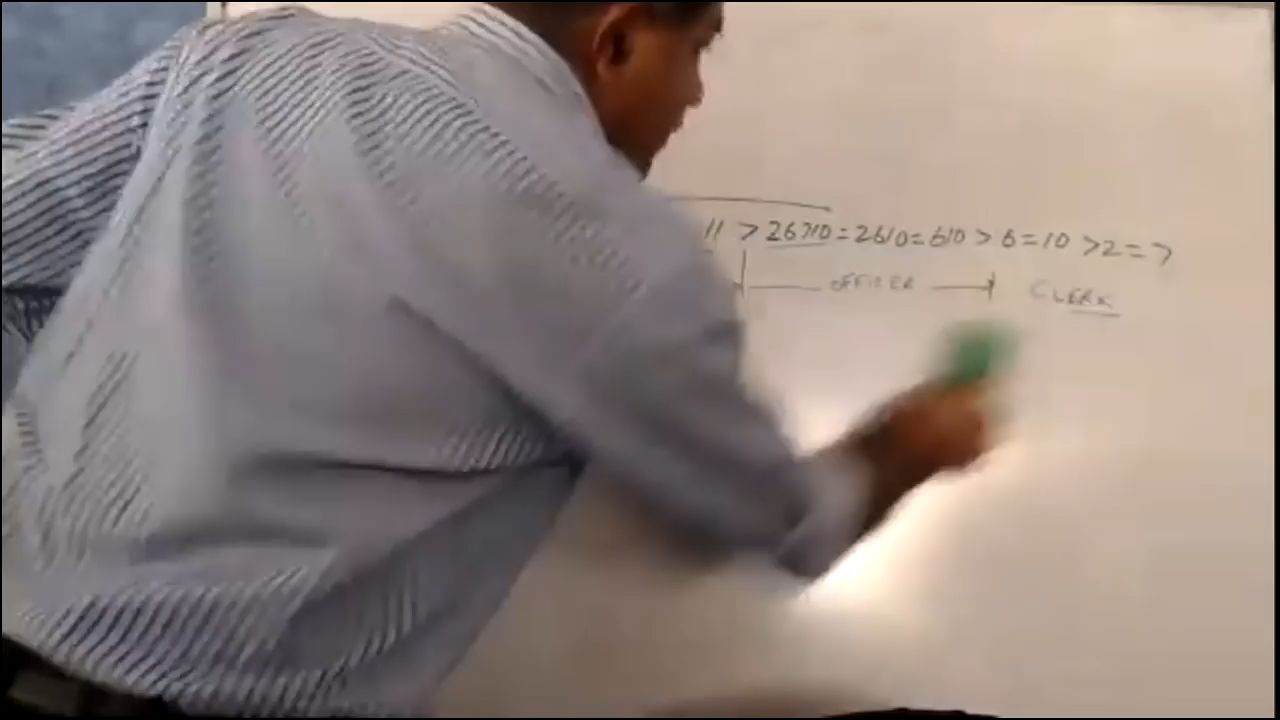 11 > 26710 = 2610 = 610 > 6 = 10 > 2 = 7
OFFICER CLERK